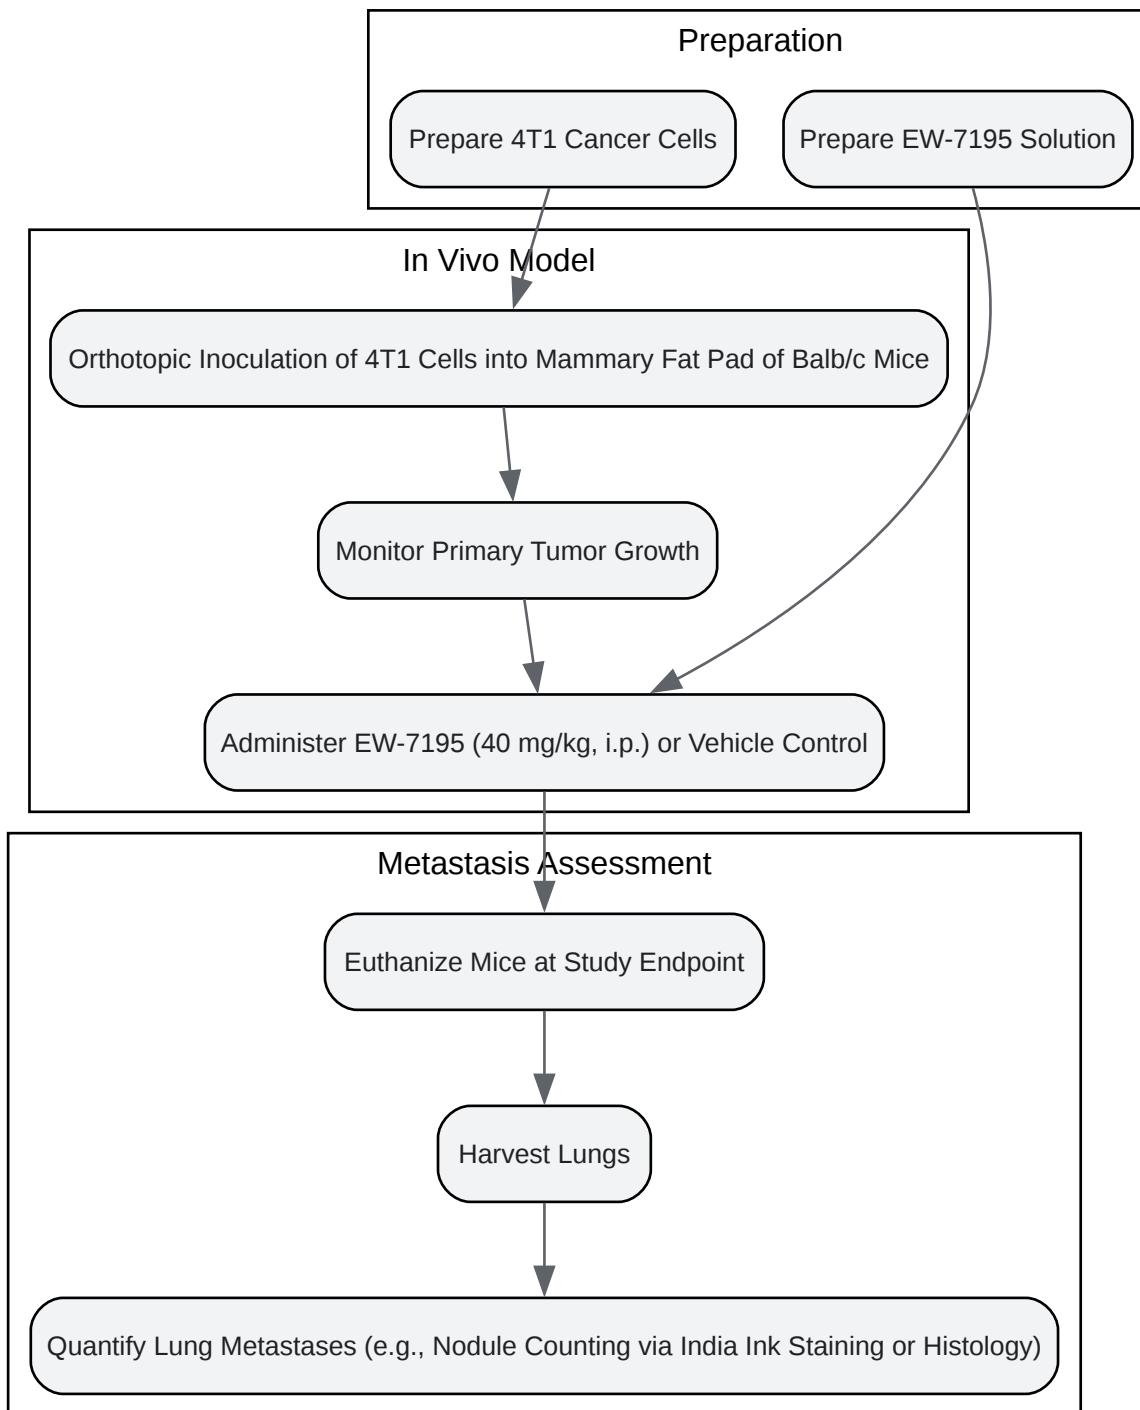 Preparation
Prepare 4T1 Cancer Cells
Prepare EW-7195 Solution
In Vivo Model
Orthotopic Inoculation of 4T1 Cells into Mammary Fat Pad of Balb/c Mice
Monitor Primary Tumor Growth
Administer EW-7195 (40 mg/kg, i.p.) or Vehicle Control
Metastasis Assessment
Euthanize Mice at Study Endpoint
Harvest Lungs
Quantify Lung Metastases (e.g., Nodule Counting via India Ink Staining or Histology)